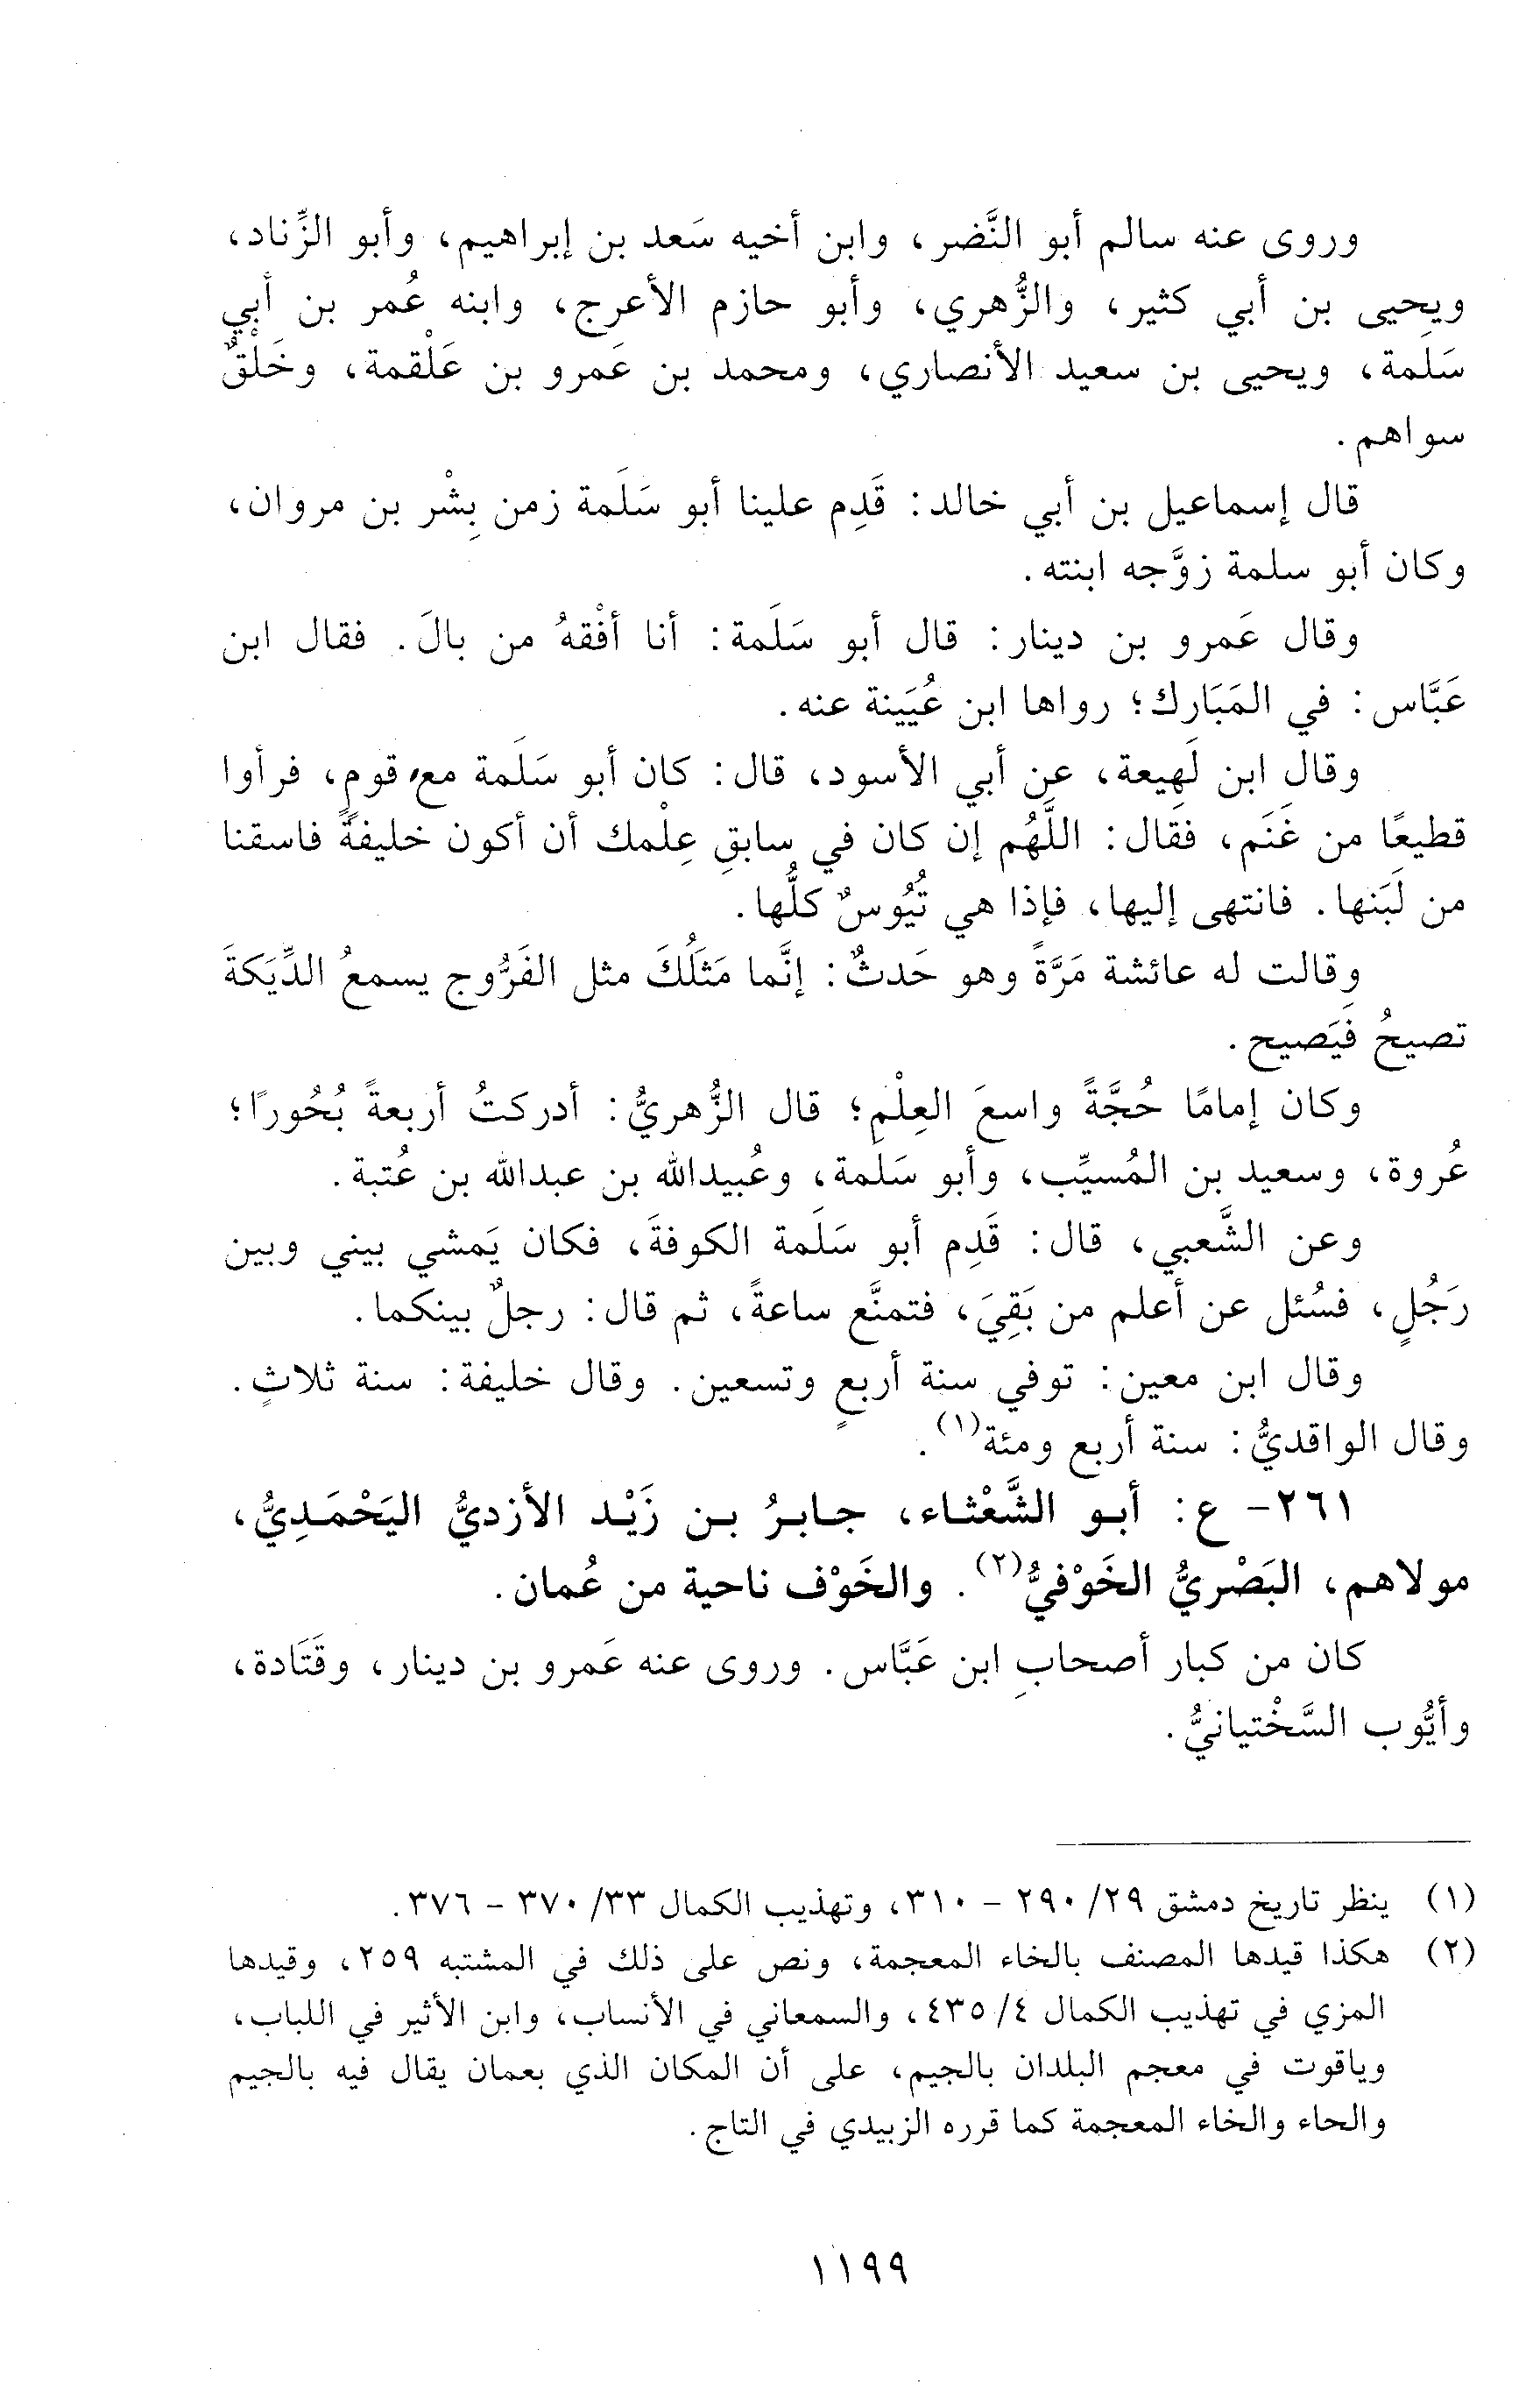 وروى عنه سالم أبو النَّضر، وابن أخيه سَعد بن إبراهيم، وأبو الزِّناد،
ويحيى بن أبي كثير، والزُّهري، وأبو حازم الأعرج، وابنه عُمر بن أبي
سَلَمة، ويحيى بن سعيد الأنصاري، ومحمد بن عَمرو بن عَلْقمة، وخَلْقٌ
سواهم.
قال إسماعيل بن أبي خالد: قَدِم علينا أبو سَلَمة زمن بِشْر بن مروان،
وكان أبو سلمة زوَّجه ابنته.
وقال عَمرو بن دينار: قال أبو سَلَمة: أنا أفْقهُ من بالَ. فقال ابن
عَبَّاس: في المَبَارك؛ رواها ابن عُيَينة عنه.
وقال ابن لَهِيعة، عن أبي الأسود، قال: كان أبو سَلَمة مع قومٍ، فرأوا
قطيعًا من غَنَم، فقال: اللَّهُم إن كان في سابقِ عِلْمك أن أكون خليفةً فاسقنا
من لَبَنها. فانتهى إليها، فإذا هي تُيُوسٌ كلُّها.
وقالت له عائشة مَرَّةً وهو حَدثٌ: إنَّما مَثَلُكَ مثل الفَرُّوج يسمعُ الدِّيَكةَ
تصيحُ فَيَصيح.
وكان إمامًا حُجَّةً واسعَ العِلْمِ؛ قال الزُّهريُّ: أدركتُ أربعةً بُحُورًا؛
عُروة، وسعيد بن المُسيِّب، وأبو سَلَمة، وعُبيدالله بن عبدالله بن عُتبة.
وعن الشَّعبي، قال: قَدِم أبو سَلَمة الكوفةَ، فكان يَمشي بيني وبين
رَجُلٍ، فسُئل عن أعلم من بَقِيَ، فتمنَّع ساعةً، ثم قال: رجلٌ بينكما.
وقال ابن معين: توفي سنة أربعٍ وتسعين. وقال خليفة: سنة ثلاثٍ.
وقال الواقديُّ: سنة أربع ومئة(١).
٢٦١- ع: أبو الشَّعْثاء، جابرُ بن زَيْد الأزديُّ اليَحْمَدِيُّ،
مولاهم، البَصْريُّ الخَوْفيُّ(٢). والخَوْف ناحية من عُمان.
كان من كبار أصحابِ ابن عَبَّاس. وروى عنه عَمرو بن دينار، وقَتَادة،
وأيُّوب السَّخْتيانيُّ.
(١) ينظر تاريخ دمشق ٢٩/ ٢٩٠ - ٣١٠، وتهذيب الكمال ٣٣/ ٣٧٠ - ٣٧٦.
(٢) هكذا قيدها المصنف بالخاء المعجمة، ونص على ذلك في المشتبه ٢٥٩، وقيدها
المزي في تهذيب الكمال ٤/ ٤٣٥، والسمعاني في الأنساب، وابن الأثير في اللباب،
وياقوت في معجم البلدان بالجيم، على أن المكان الذي بعمان يقال فيه بالجيم
والحاء والخاء المعجمة كما قرره الزبيدي في التاج.
١١٩٩